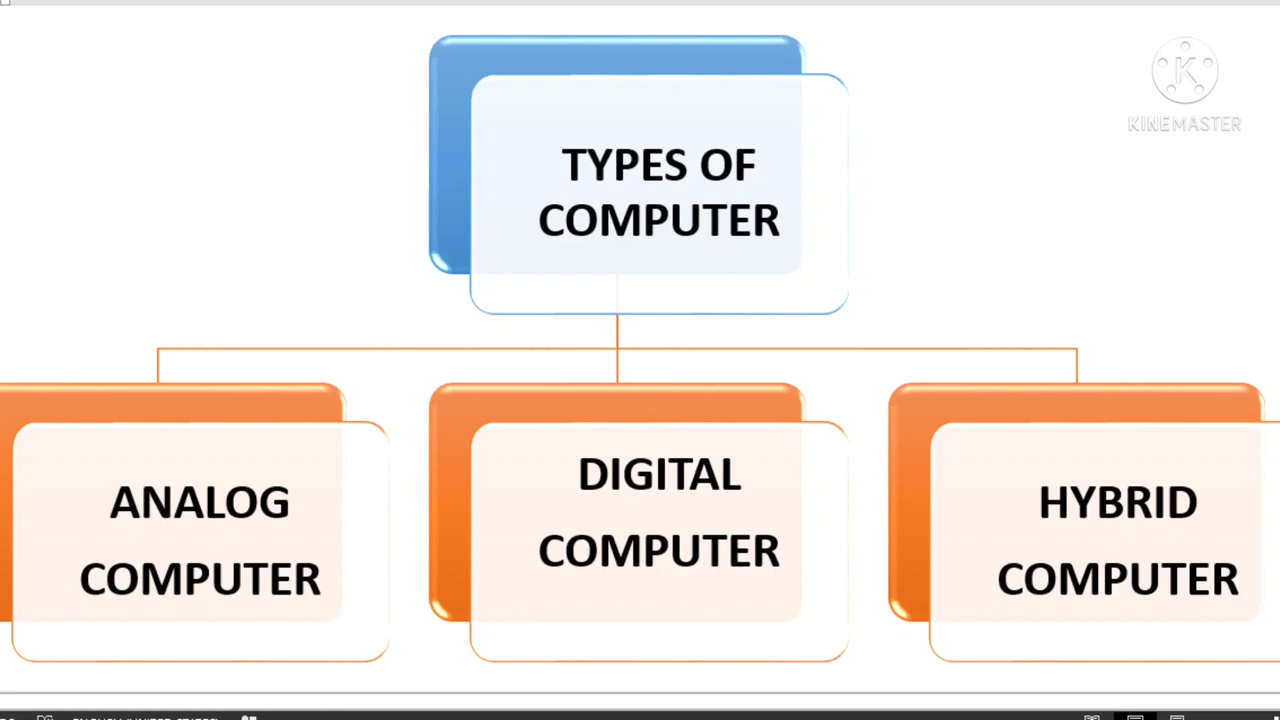 KINEMASTER
TYPES OF
COMPUTER
ANALOG
COMPUTER
DIGITAL
COMPUTER
HYBRID
COMPUTER